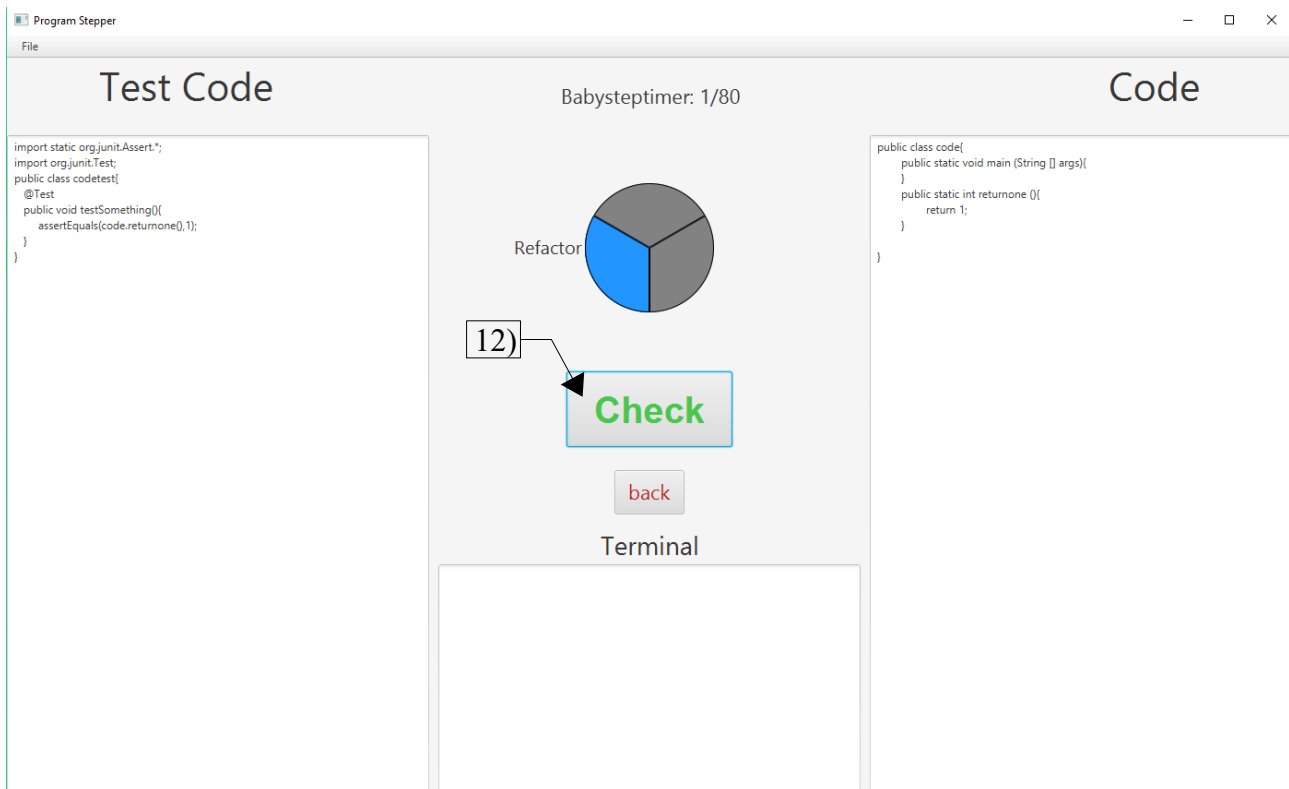 Program Stepper
File
Test Code
Babysteptimer: 1/80
Code
import static org.junit.Assert.*;
import org.junit.Test;
public class codetest{
@Test
public void testSomething(){
assertEquals(code.returnone(),1);
}
}
Refactor
12)
Check
back
Terminal
public class code{
public static void main (String [] args){
}
public static int returnone (){
return 1;
}
}